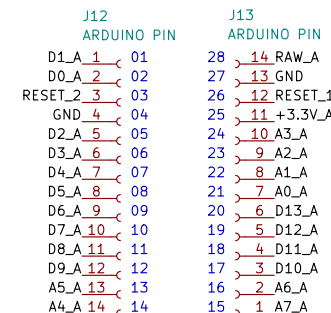 J12 J13
ARDUINO PIN ARDUINO PIN
D1_A 1 01 28 14 RAW_A
D0_A 2 02 27 13 GND
RESET_2 3 03 26 12 RESET_1
GND 4 04 25 11 +3.3V_A
D2_A 5 05 24 10 A3_A
D3_A 6 06 23 9 A2_A
D4_A 7 07 22 8 A1_A
D5_A 8 08 21 7 A0_A
D6_A 9 09 20 6 D13_A
D7_A 10 10 19 5 D12_A
D8_A 11 11 18 4 D11_A
D9_A 12 12 17 3 D10_A
A5_A 13 13 16 2 A6_A
A4_A 14 14 15 1 A7_A